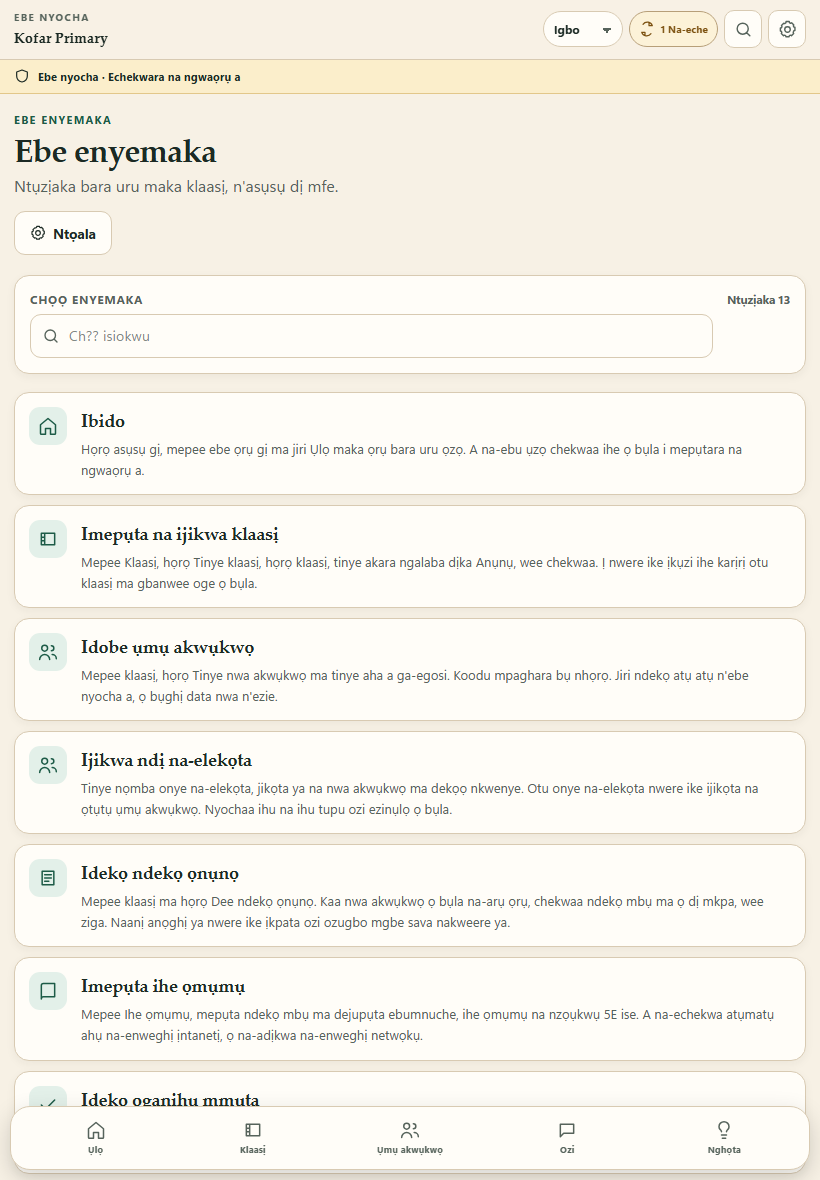 EBE NYOCHA
Kofar Primary
Igbo
1 Na-eche
Ebe nyocha · Echekwara na ngwaọrụ a
EBE ENYEMAKA
Ebe enyemaka
Ntụzịaka bara uru maka klaasị, n'asụsụ dị mfe.
Ntọala
CHỌỌ ENYEMAKA
Ntụzịaka 13
Ch?? isiokwu
Ibido
Họrọ asụsụ gị, mepee ebe ọrụ gị ma jiri Ụlọ maka ọrụ bara uru ọzọ. A na-ebu ụzọ chekwaa ihe ọ bụla i mepụtara na
ngwaọrụ a.
Imepụta na ijikwa klaasị
Mepee Klaasị, họrọ Tinye klaasị, họrọ klaasị, tinye akara ngalaba dịka Anụnụ, wee chekwaa. Ị nwere ike ịkụzi ihe karịrị otu
klaasị ma gbanwee oge ọ bụla.
Idobe ụmụ akwụkwọ
Mepee klaasị, họrọ Tinye nwa akwụkwọ ma tinye aha a ga-egosi. Koodu mpaghara bụ nhọrọ. Jiri ndekọ atụ atụ n'ebe
nyocha a, ọ bụghị data nwa n'ezie.
Ijikwa ndị na-elekọta
Tinye nọmba onye na-elekọta, jikọta ya na nwa akwụkwọ ma dekọọ nkwenye. Otu onye na-elekọta nwere ike ijikọta na
ọtụtụ ụmụ akwụkwọ. Nyochaa ihu na ihu tupu ozi ezinụlọ ọ bụla.
Idekọ ndekọ ọnụnọ
Mepee klaasị ma họrọ Dee ndekọ ọnụnọ. Kaa nwa akwụkwọ ọ bụla na-arụ ọrụ, chekwaa ndekọ mbụ ma ọ dị mkpa, wee
ziga. Naanị anọghị ya nwere ike ịkpata ozi ozugbo mgbe sava nakweere ya.
Imepụta ihe ọmụmụ
Mepee Ihe ọmụmụ, mepụta ndekọ mbụ ma dejupụta ebumnuche, ihe ọmụmụ na nzọụkwụ 5E ise. A na-echekwa atụmatụ
ahụ na-enweghị ịntanetị, ọ na-adịkwa na-enweghị netwọkụ.
Idekọ ọganihu mmụta
Ụlọ
Klaasị
Ụmụ akwụkwọ
Ozi
Nghọta